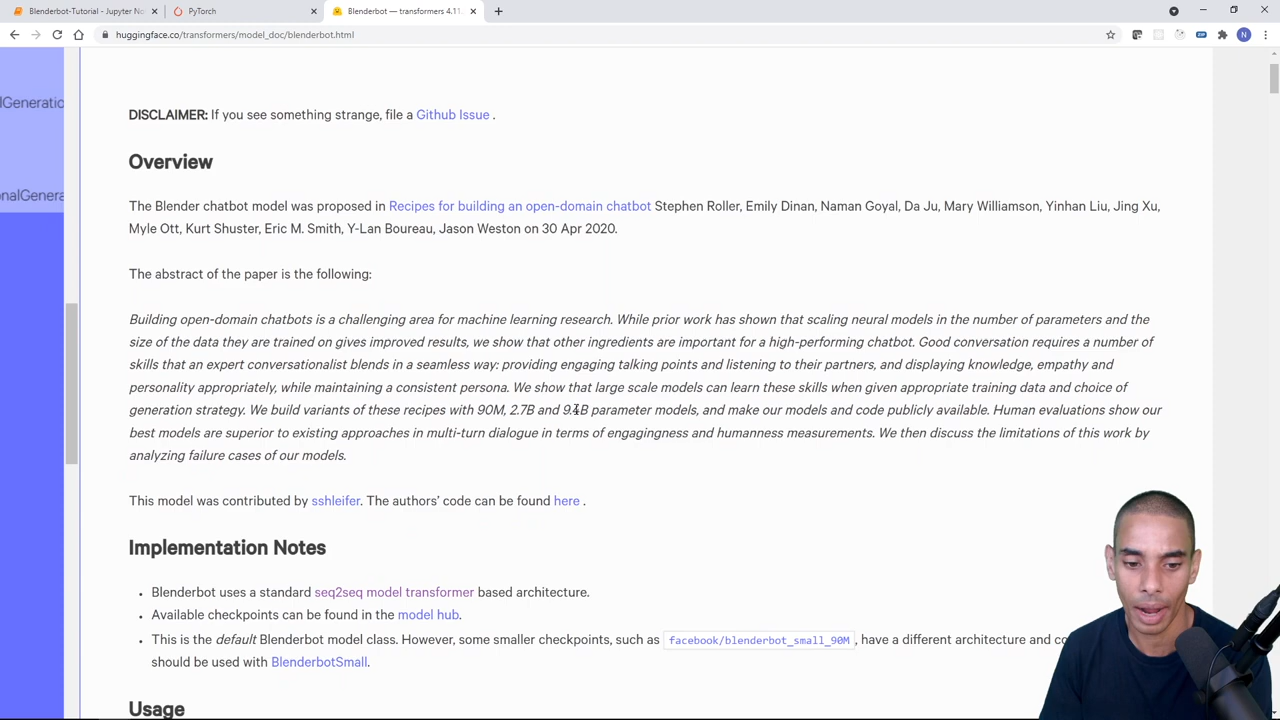 Blenderbot-Tutorial - Jupyter No
PyTorch
Blenderbot — transformers 4.11.
huggingface.co/transformers/model_doc/blenderbot.html
N
lGeneration
DISCLAIMER: If you see something strange, file a Github Issue .
Overview
nalGenera
The Blender chatbot model was proposed in Recipes for building an open-domain chatbot Stephen Roller, Emily Dinan, Naman Goyal, Da Ju, Mary Williamson, Yinhan Liu, Jing Xu,
Myle Ott, Kurt Shuster, Eric M. Smith, Y-Lan Boureau, Jason Weston on 30 Apr 2020.
The abstract of the paper is the following:
Building open-domain chatbots is a challenging area for machine learning research. While prior work has shown that scaling neural models in the number of parameters and the
size of the data they are trained on gives improved results, we show that other ingredients are important for a high-performing chatbot. Good conversation requires a number of
skills that an expert conversationalist blends in a seamless way: providing engaging talking points and listening to their partners, and displaying knowledge, empathy and
personality appropriately, while maintaining a consistent persona. We show that large scale models can learn these skills when given appropriate training data and choice of
generation strategy. We build variants of these recipes with 90M, 2.7B and 9.4B parameter models, and make our models and code publicly available. Human evaluations show our
best models are superior to existing approaches in multi-turn dialogue in terms of engagingness and humanness measurements. We then discuss the limitations of this work by
analyzing failure cases of our models.
This model was contributed by sshleifer. The authors' code can be found here .
Implementation Notes
Blenderbot uses a standard seq2seq model transformer based architecture.
Available checkpoints can be found in the model hub.
This is the default Blenderbot model class. However, some smaller checkpoints, such as facebook/blenderbot_small_90M , have a different architecture and co
should be used with BlenderbotSmall.
Usage